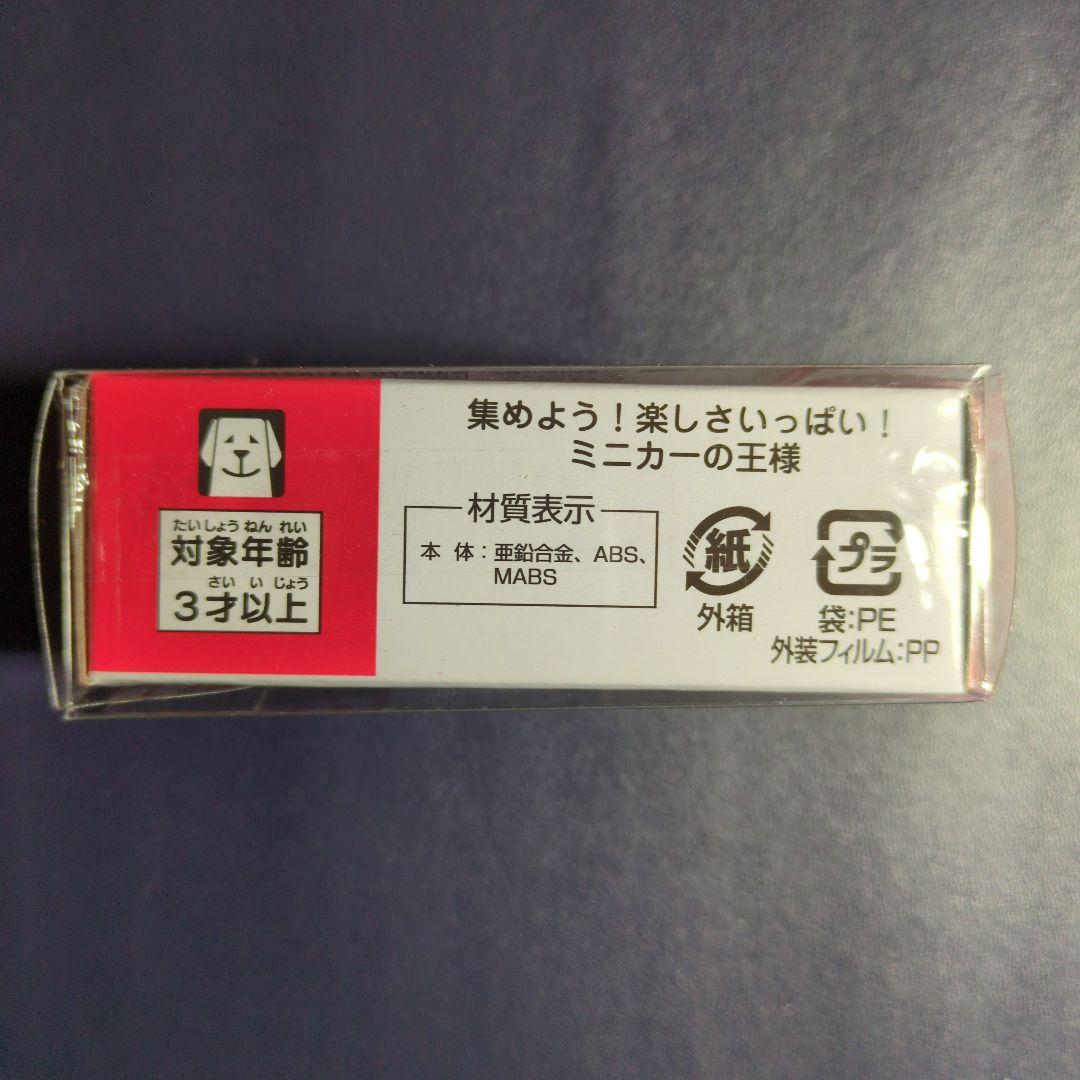 たいしょう ねん れい
対象年齢
さい い じょう
3才以上
集めよう！楽しさいっぱい！
ミニカーの王様
材質表示
本 体：亜鉛合金、ABS、
MABS
紙
外箱
プラ
袋:PE
外装フィルム:PP